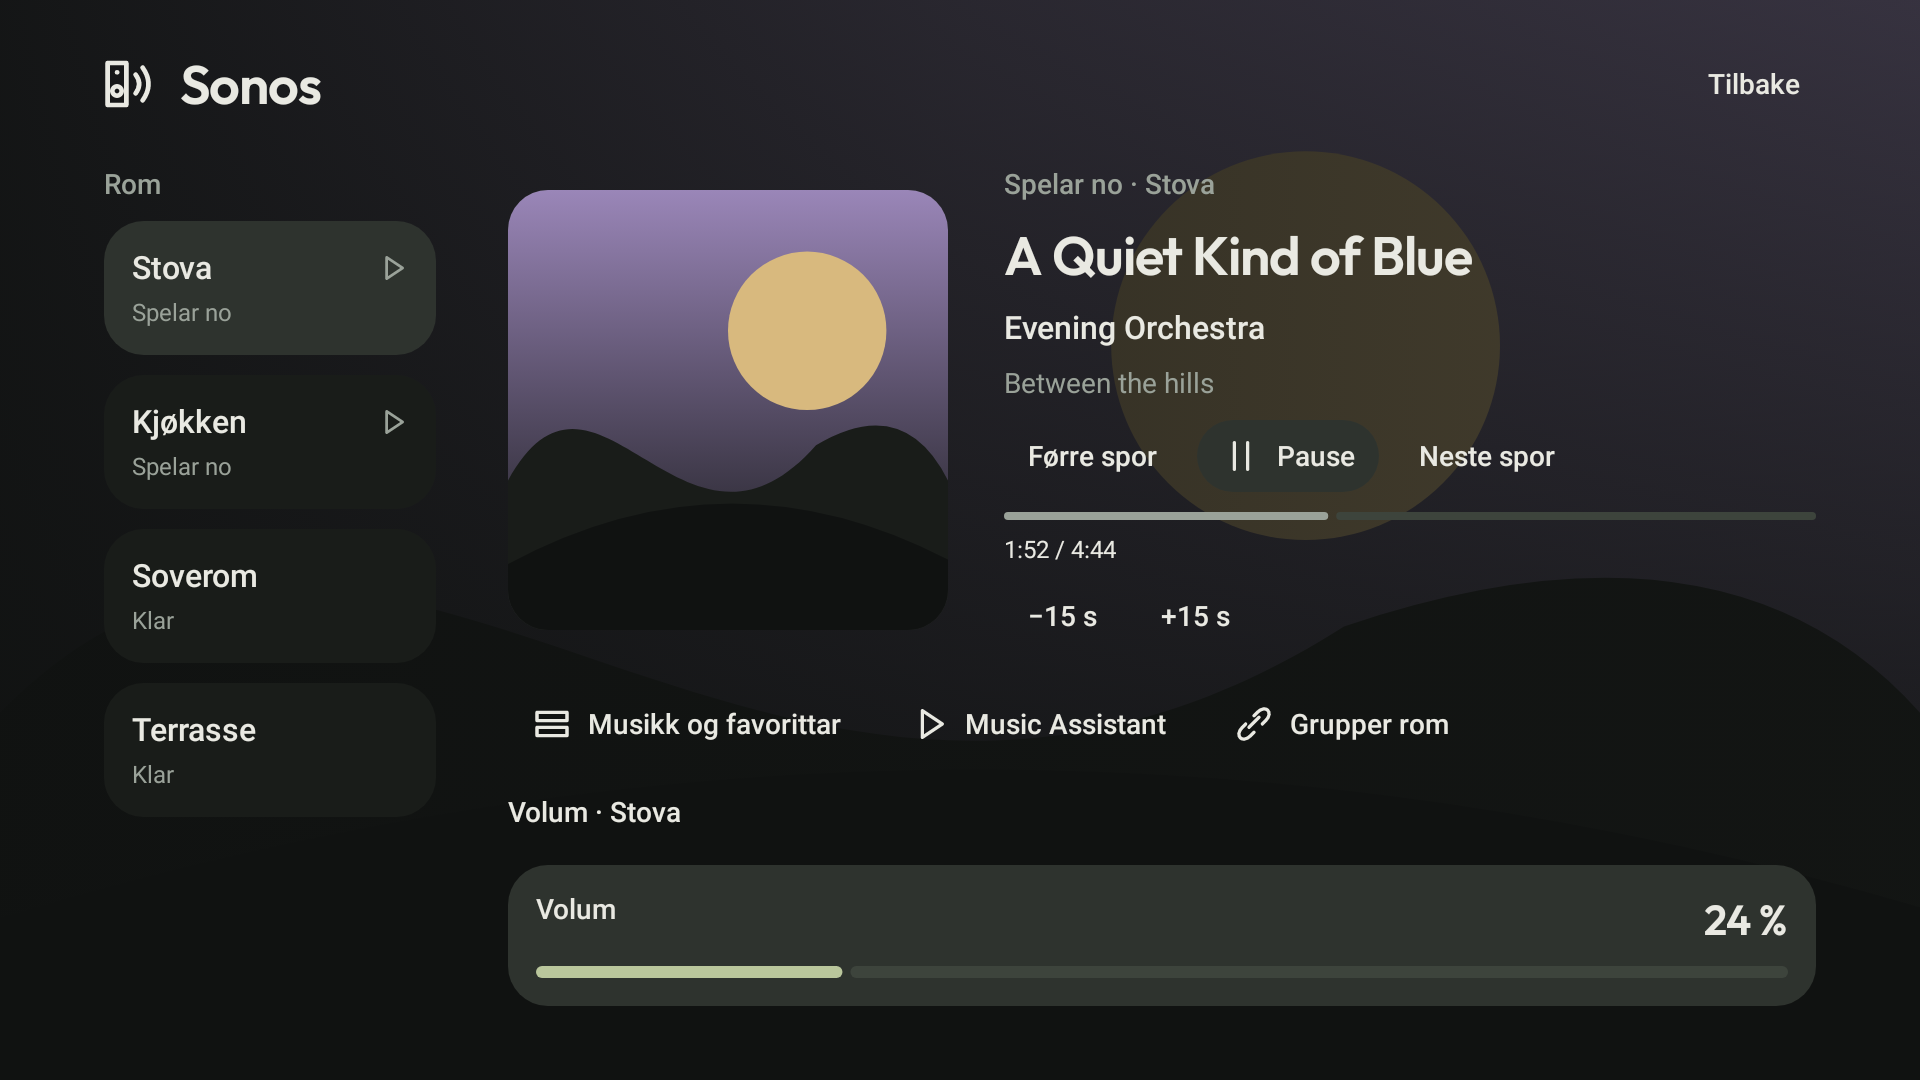 Sonos
Tilbake
Rom
Stova
Spelar no
Kjøkken
Spelar no
Soverom
Klar
Terrasse
Klar
Spelar no · Stova
A Quiet Kind of Blue
Evening Orchestra
Between the hills
Førre spor
Pause
Neste spor
1:52 / 4:44
−15 s
+15 s
Musikk og favorittar
Music Assistant
Grupper rom
Volum · Stova
Volum
24 %